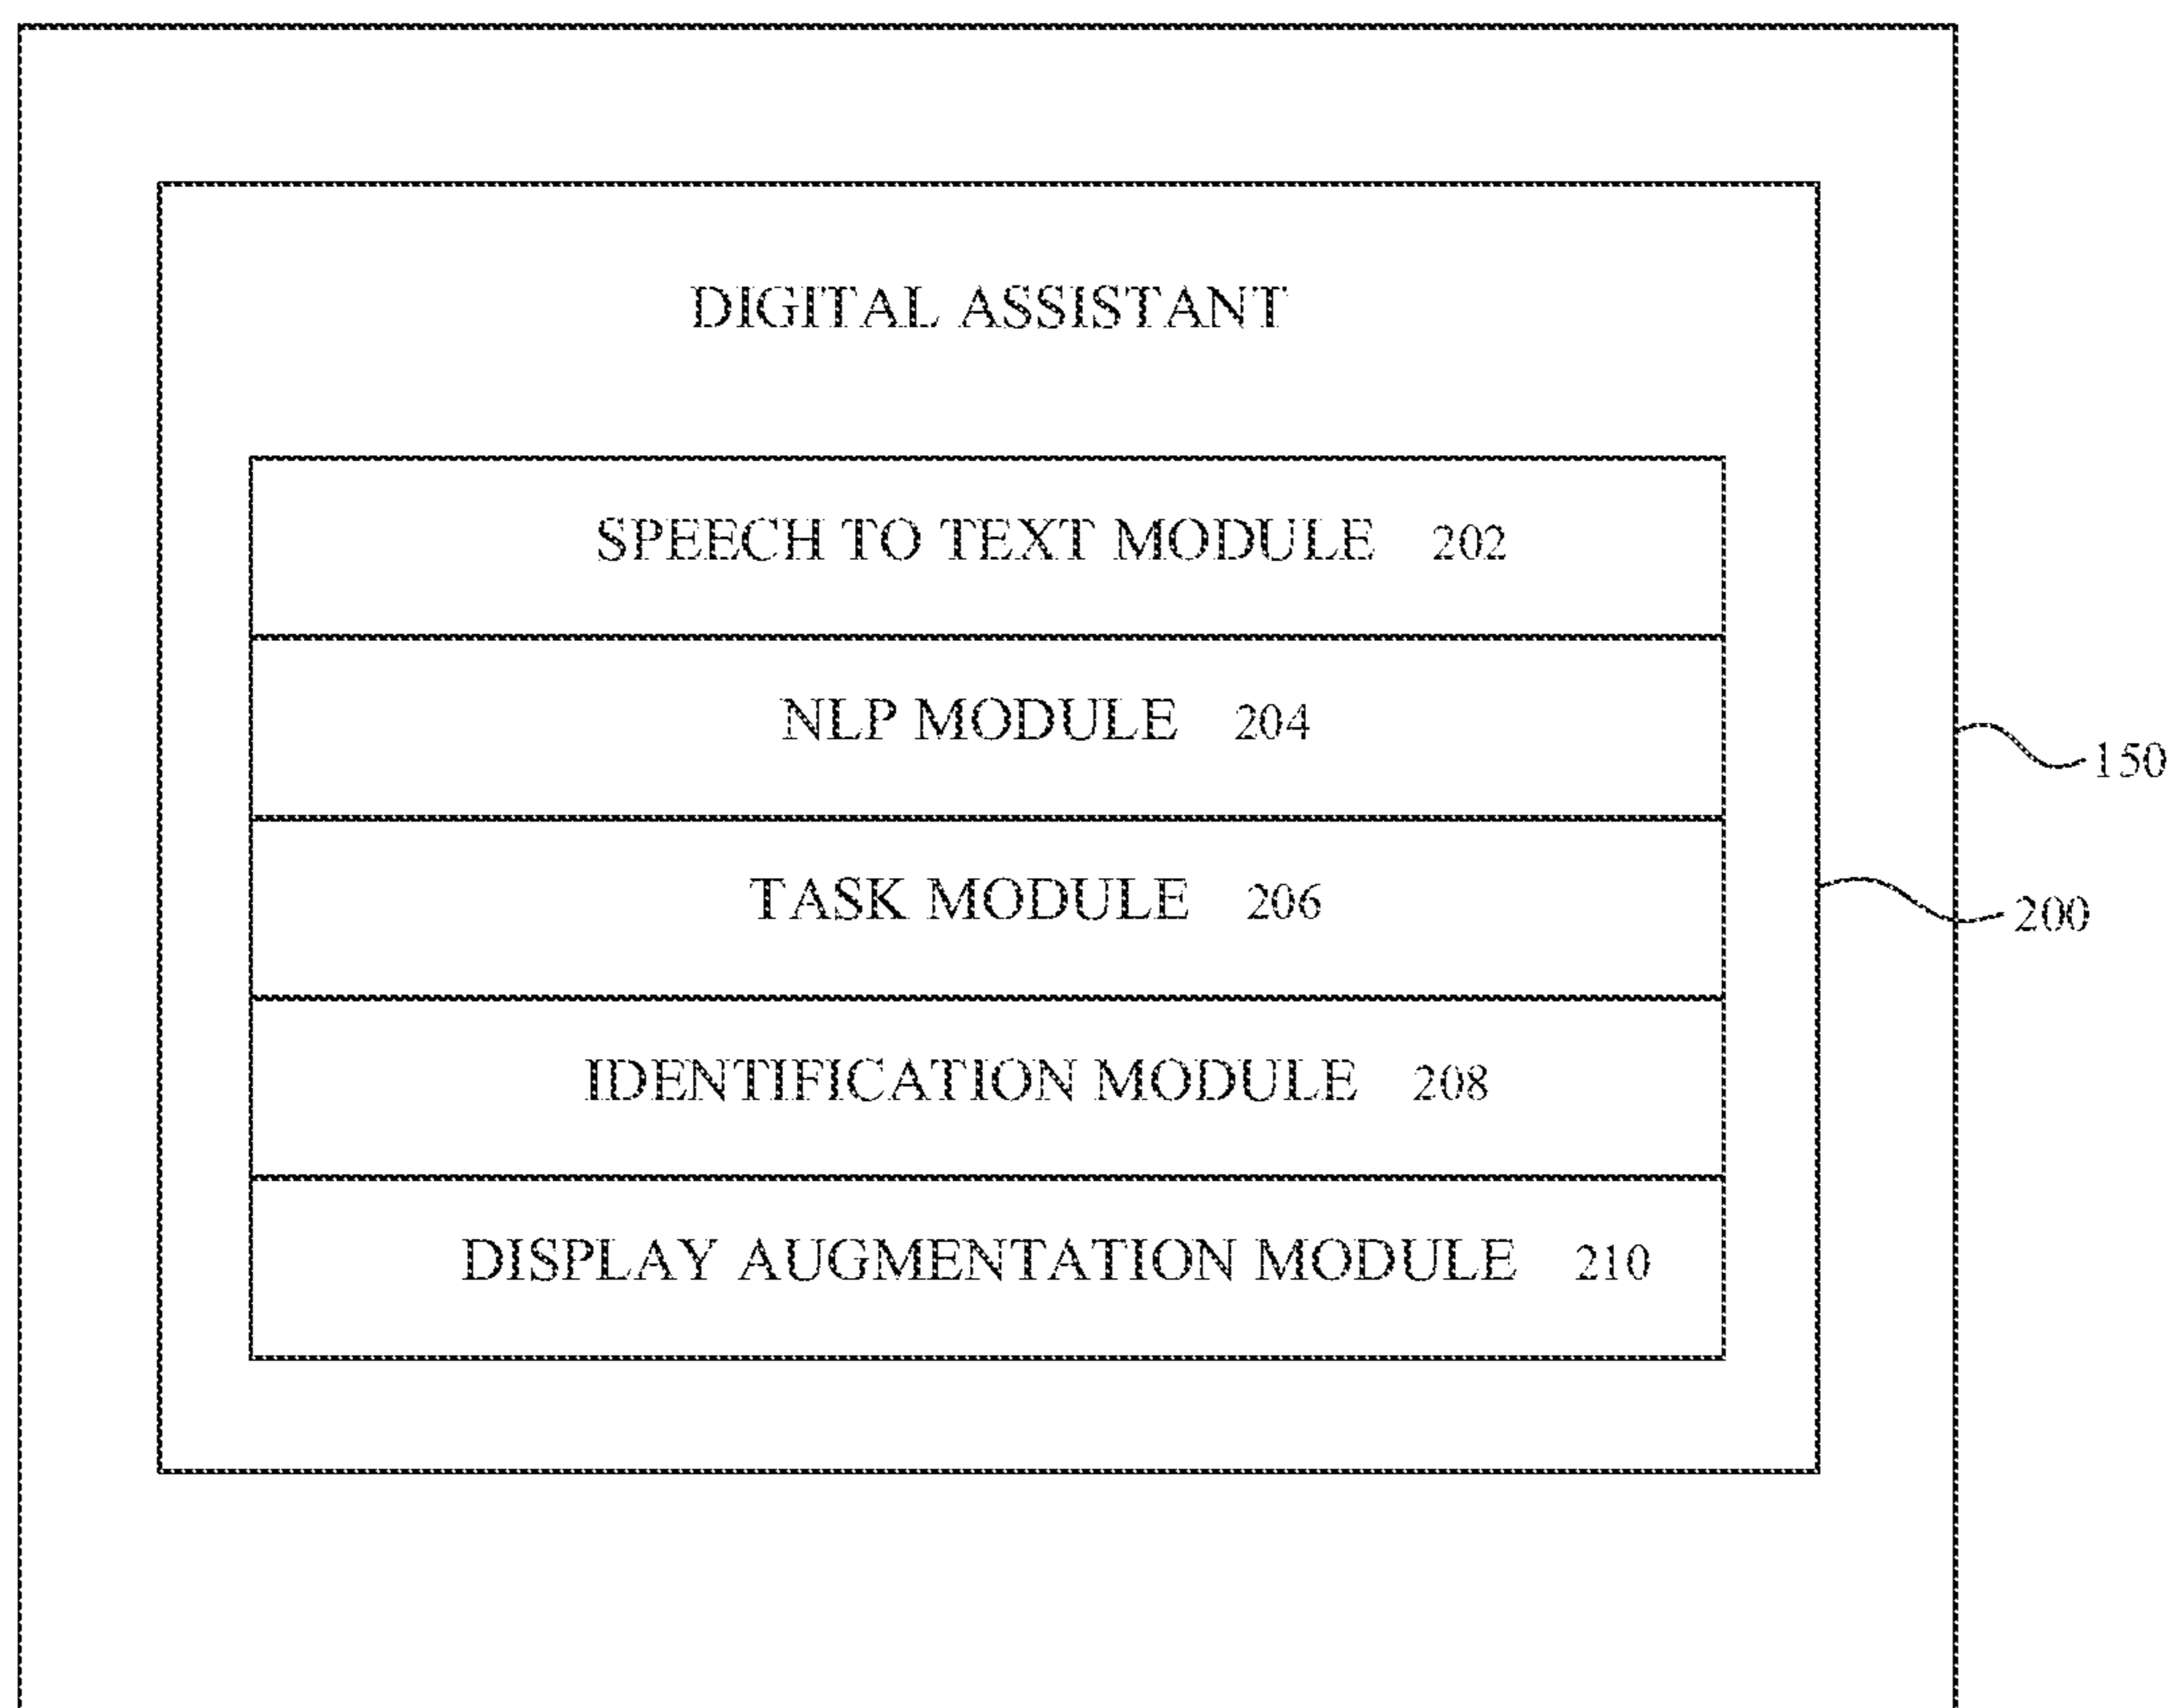 DIGITAL ASSISTANT
SPEECH TO TEXT MODULE 202
NLP MODULE 204
150
TASK MODULE 206
200
IDENTIFICATION MODULE 208
DISPLAY AUGMENTATION MODULE 210